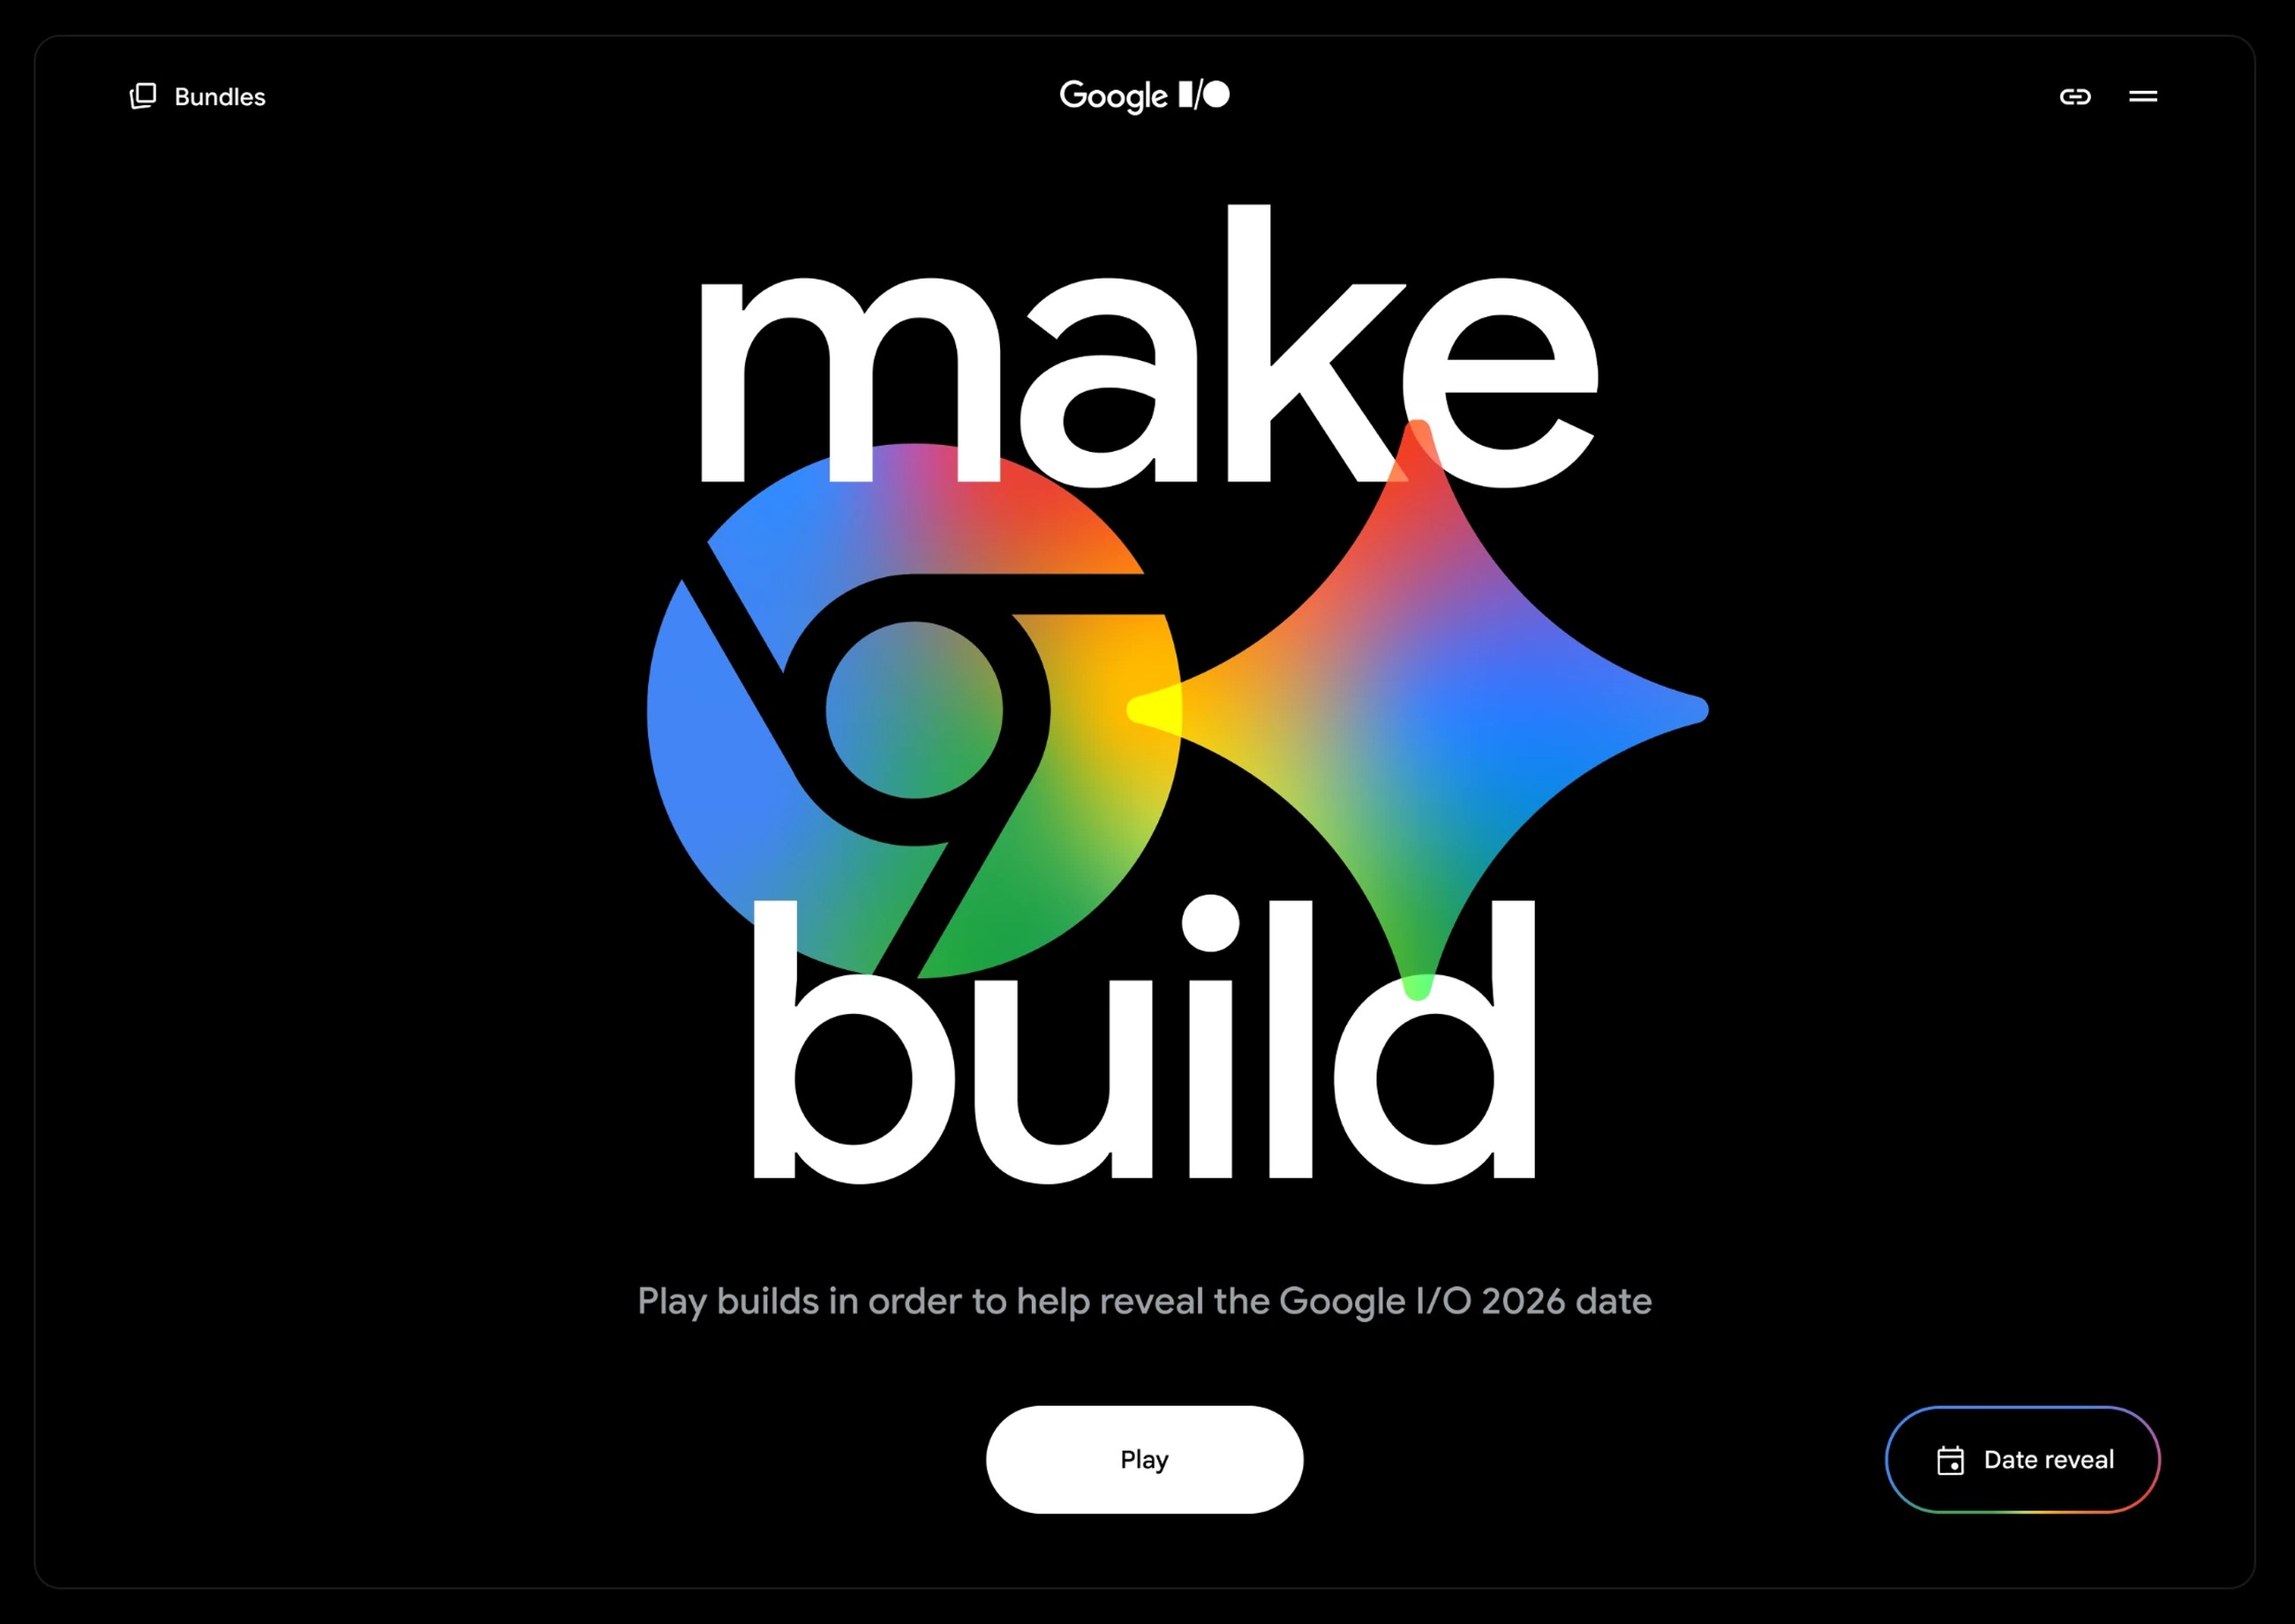 Bundles
Google I/O
make
build
Play builds in order to help reveal the Google I/O 2026 date
Play
Date reveal